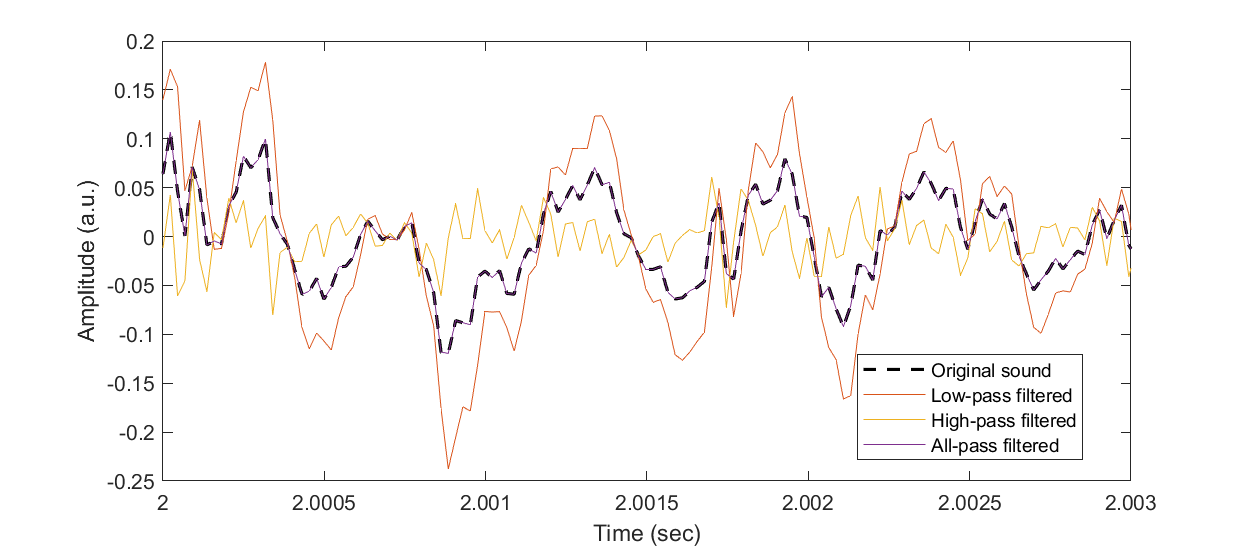 0.2
0.15
0.1
0.05
0
-0.05
-0.1
-0.15
-0.2
-0.25
Amplitude (a.u.)
2 2.0005 2.001 2.0015 2.002 2.0025 2.003
Time (sec)
Original sound
Low-pass filtered
High-pass filtered
All-pass filtered